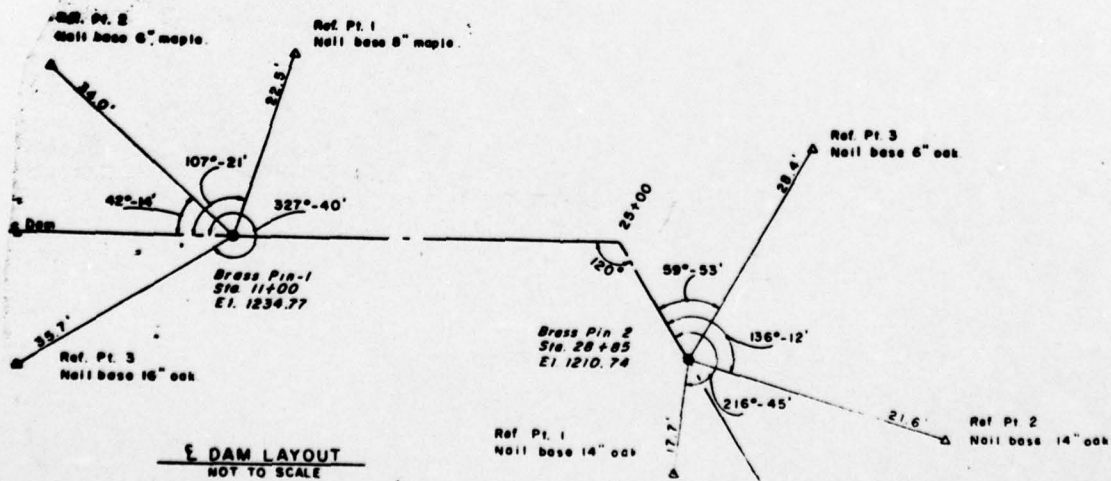 Ref. Pt. 2
Nail base 6" maple.
Ref. Pt. 1
Nail base 8" maple.
34.0'
22.5'
107°-21'
42°-14'
327°-40'
Dam
Brass Pin-1
Sta. 11+00
El. 1234.77
35.7'
Ref. Pt. 3
Nail base 16" oak
25+00
120°
Ref. Pt. 3
Nail base 6" oak
28.4'
59°-53'
136°-12'
Brass Pin 2
Sta. 28+85
El 1210.74
216°-45'
21.6'
Ref Pt. 2
Nail base 14" oak
Ref Pt. 1
Nail base 14" oak
17.7'
℄ DAM LAYOUT
NOT TO SCALE